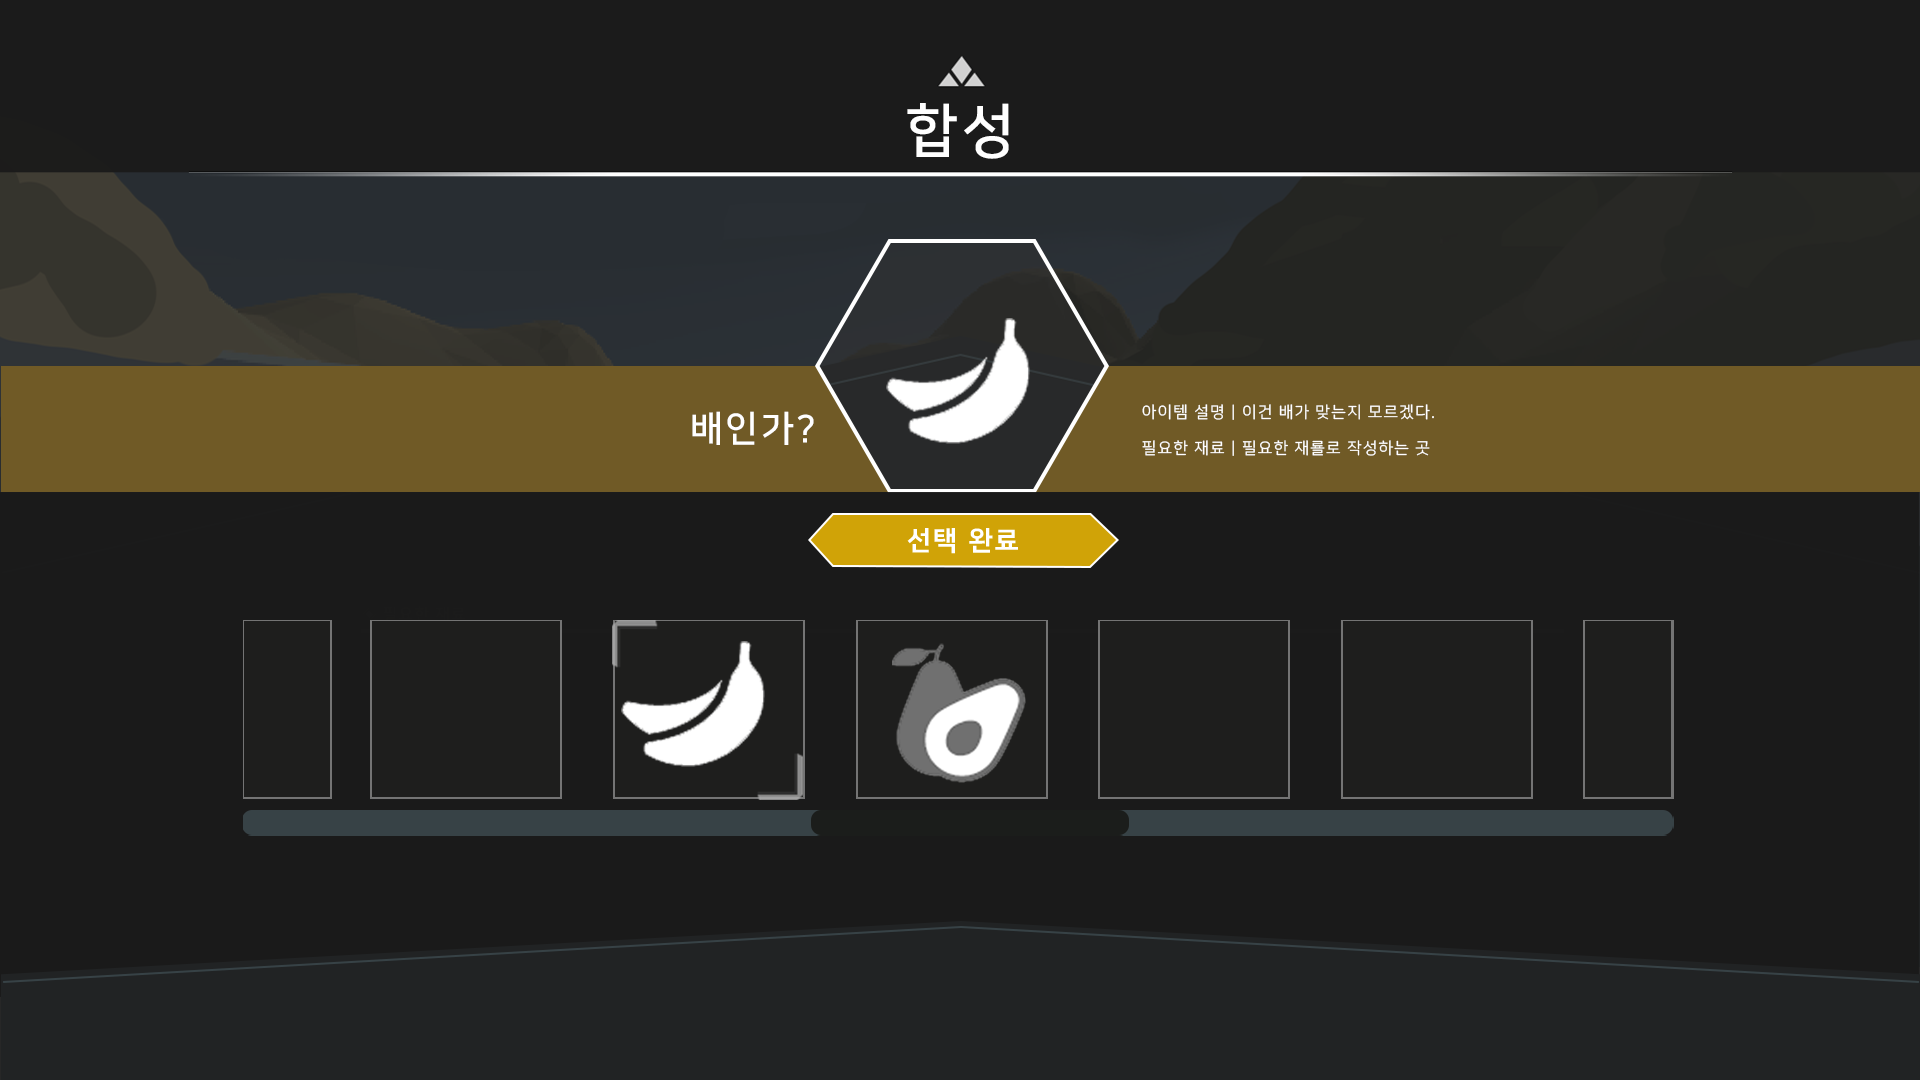 합성
배인가?
아이템 설명 | 이건 배가 맞는지 모르겠다.
필요한 재료 | 필요한 재룔로 작성하는 곳
선택 완료